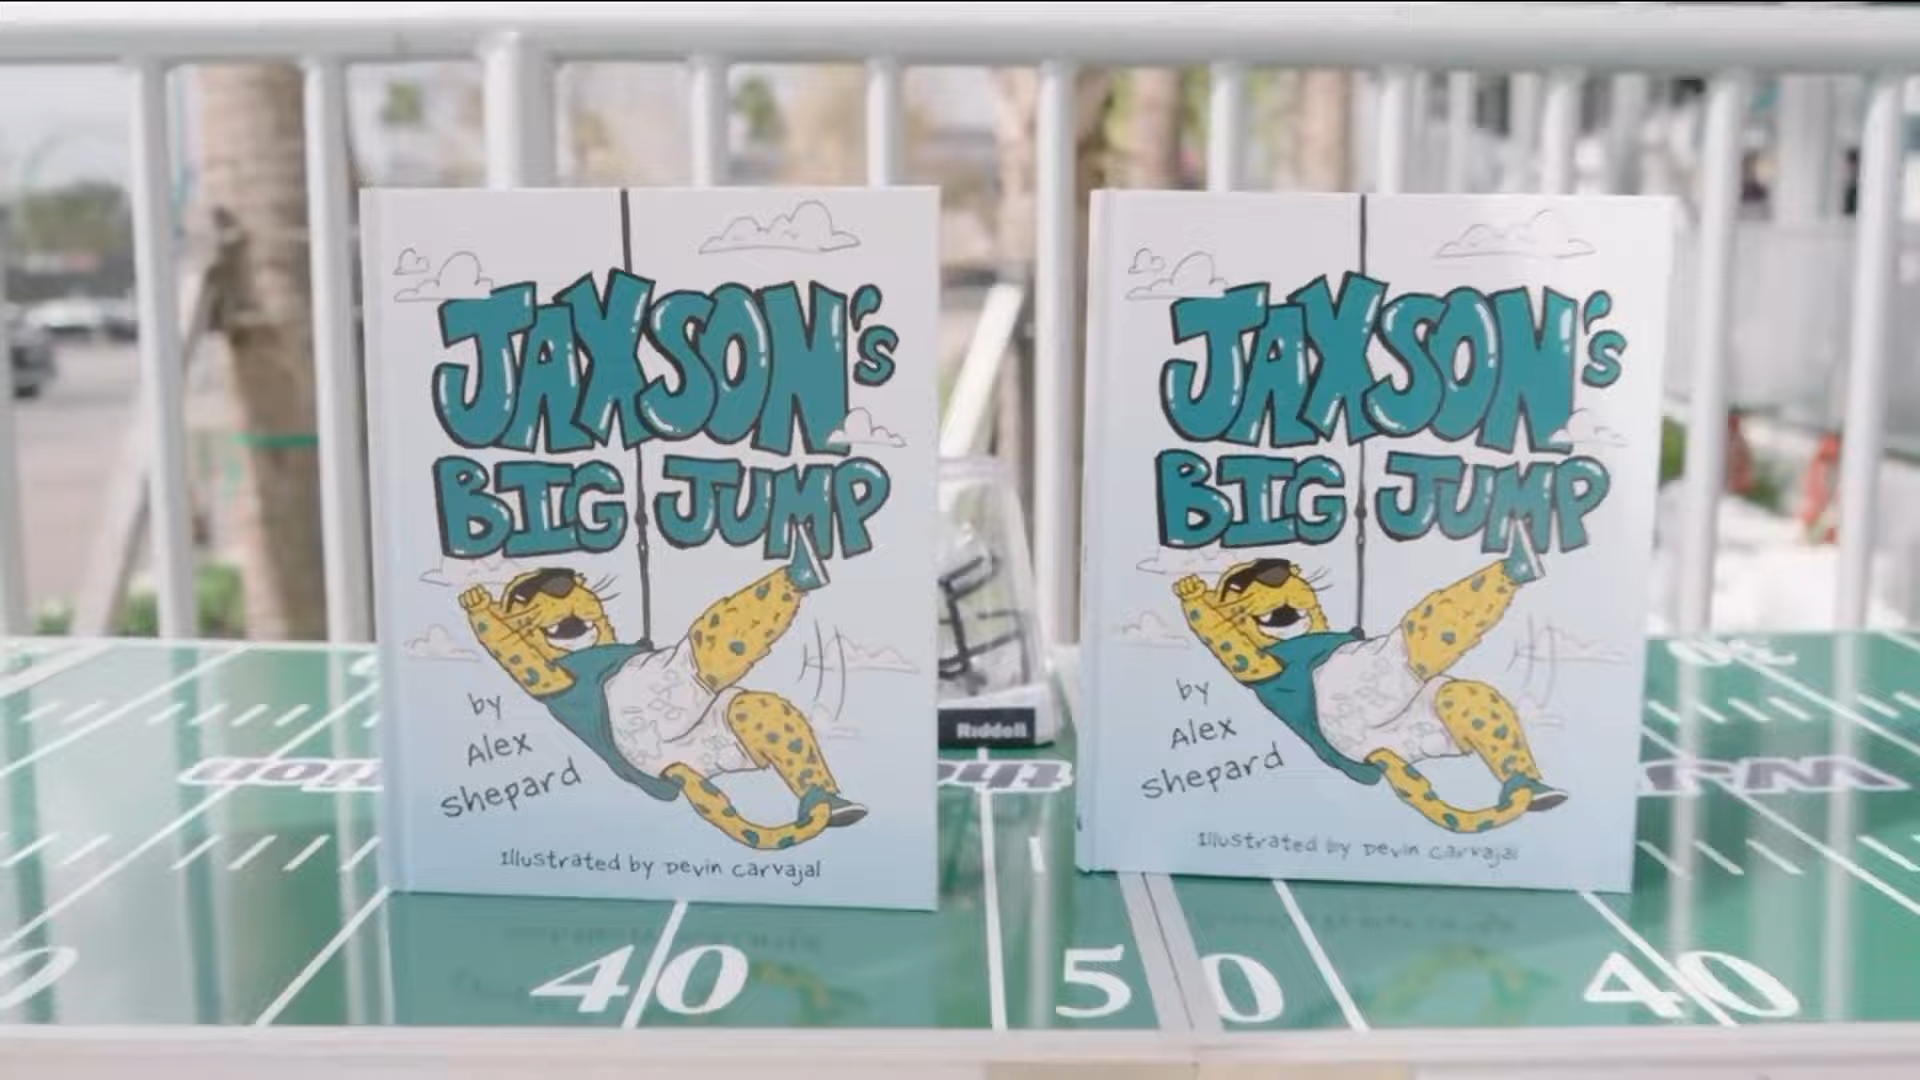 JAXSON's
BIG JUMP
by
Alex
Shepard
Illustrated by Devin Carvajal
JAXSON's
BIG JUMP
by
Alex
Shepard
Illustrated by Devin Carvajal
Riddell
40
50
40